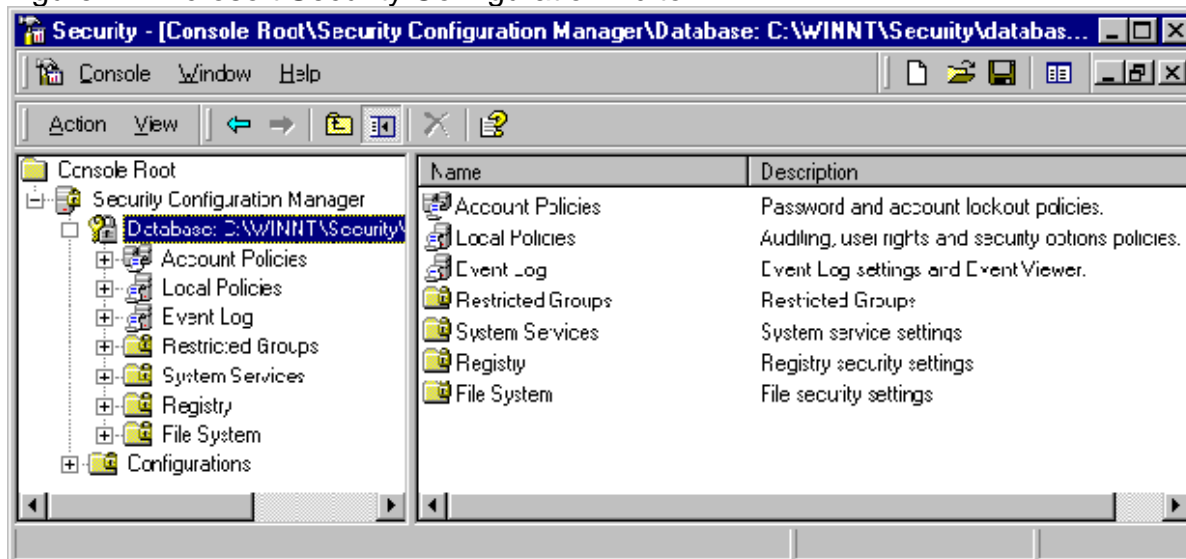 Security - [Console Root\Security Configuration Manager\Database: C:\WINNT\Security\databas...
Console Window Help
Action View
Console Root
Security Configuration Manager
Database: C:\WINNT\Security\
Account Policies
Local Policies
Event Log
Restricted Groups
System Services
Registry
File System
Configurations
Name Description
Account Policies Password and account lockout policies.
Local Policies Auditing, user rights and security options policies.
Event Log Event Log settings and Event Viewer.
Restricted Groups Restricted Groups
System Services System service settings
Registry Registry security settings
File System File security settings